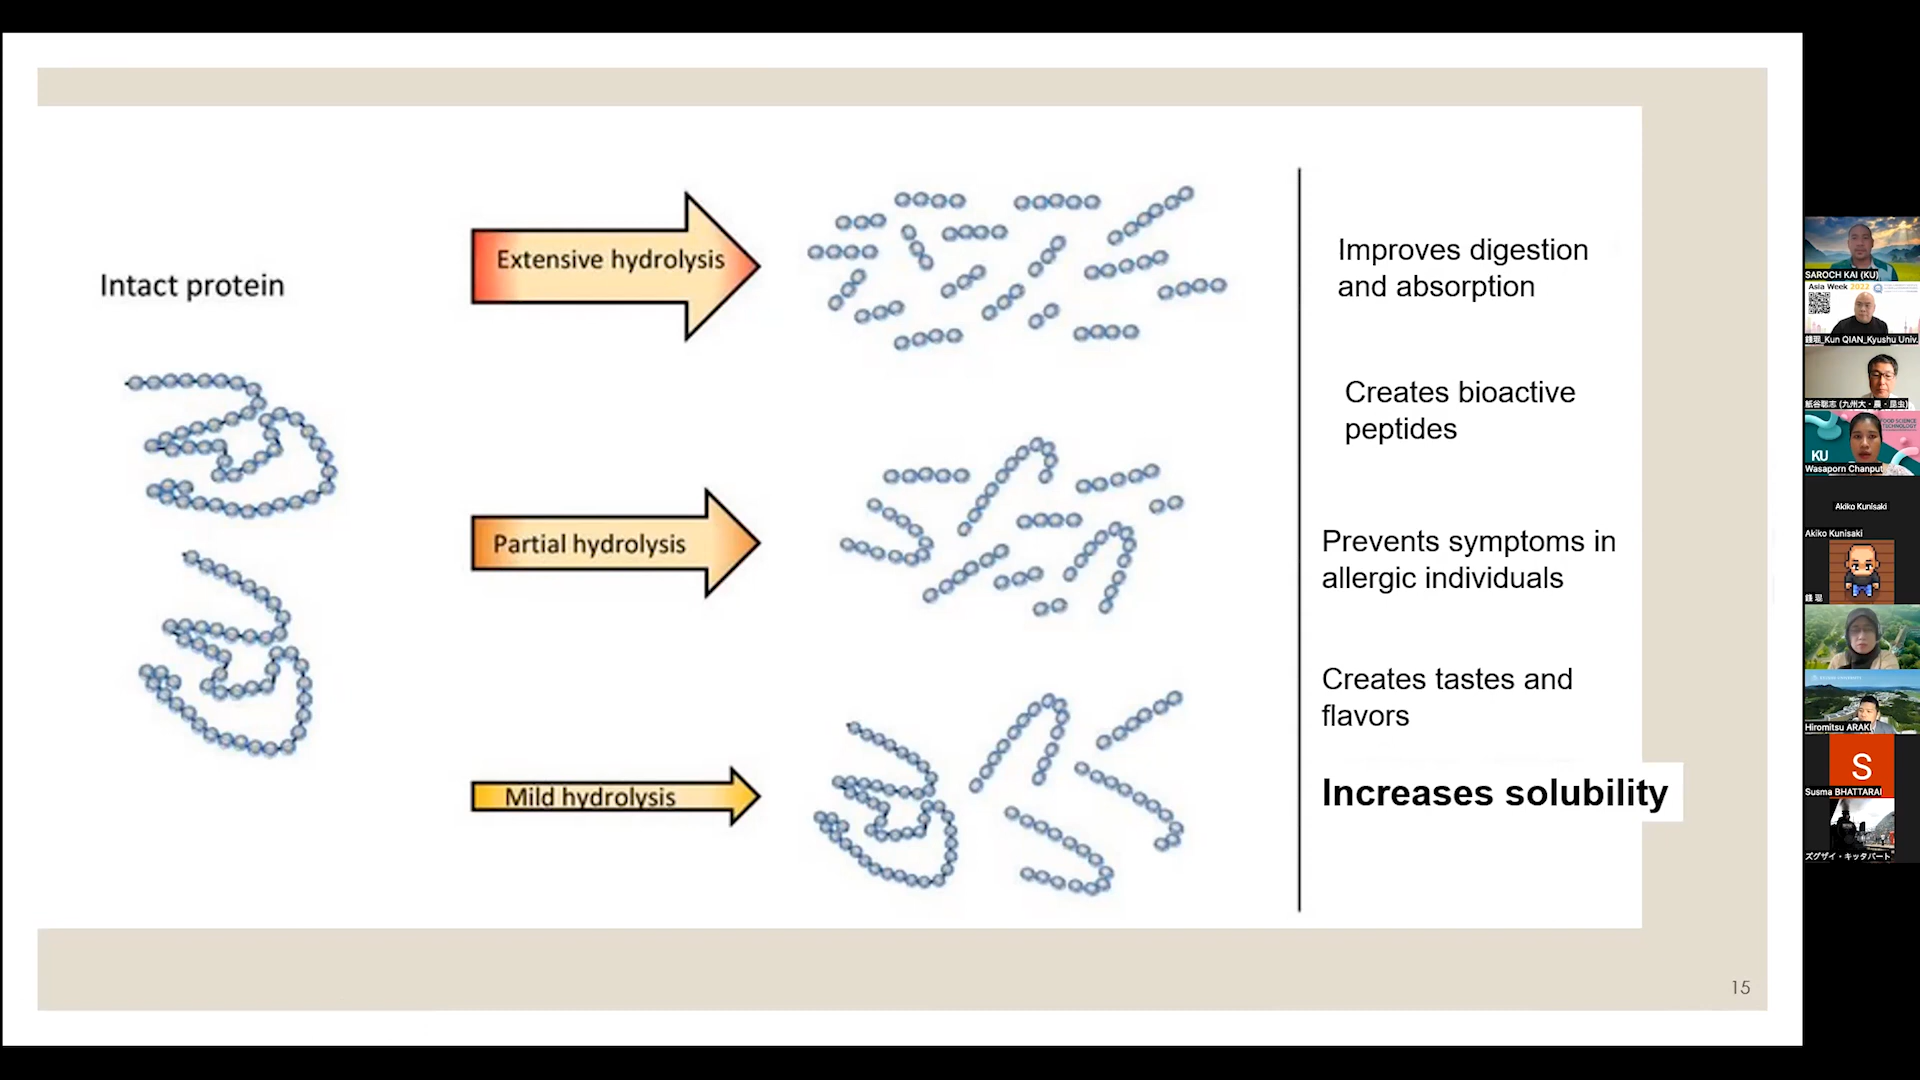 Intact protein
Extensive hydrolysis
Partial hydrolysis
Mild hydrolysis
Improves digestion
and absorption
Creates bioactive
peptides
Prevents symptoms in
allergic individuals
Creates tastes and
flavors
Increases solubility
15
SAROCH KAI (KU)
Asia Week 2022
錢琨_Kun QIAN_Kyushu Univ.
紙谷聡志 (九州大・農・昆虫)
FOOD SCIENCE
TECHNOLOGY
KU
Wasaporn Chanput
Akiko Kunisaki
Akiko Kunisaki
錢 琨
Hiromitsu ARAKI
S
Susma BHATTARAI
ズグザイ・キッタパート